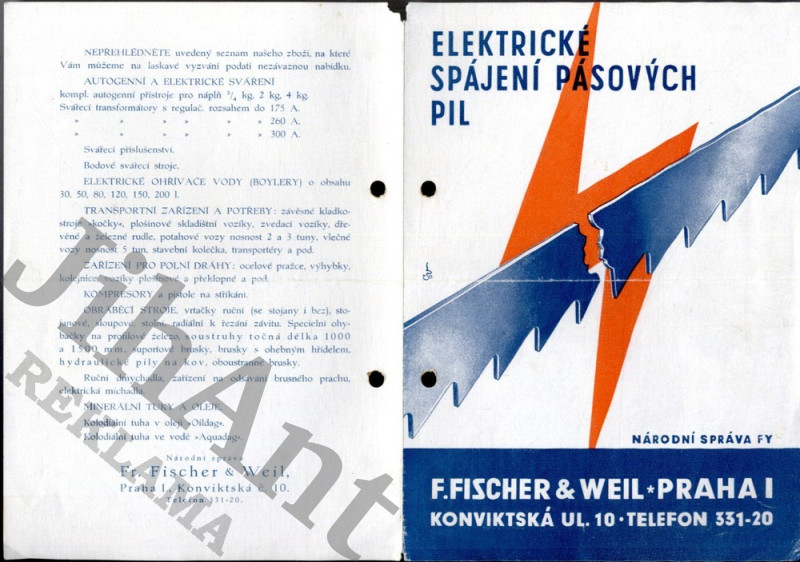 NEPŘEHLÉDNĚTE uvedený seznam našeho zboží, na které
Vám můžeme na laskavé vyzvání podati nezávaznou nabídku.
AUTOGENNÍ A ELEKTRICKÉ SVÁŘENÍ
kompl. autogenní přístroje pro náplň ³/₄ kg, 2 kg, 4 kg.
Svářecí transformátory s regulač. rozsahem do 175 A.
» » » » » 260 A.
» » » » » 300 A.
Svářecí příslušenství.
Bodové svářecí stroje.
ELEKTRICKÉ OHŘÍVAČE VODY (BOYLERY) o obsahu
30, 50, 80, 120, 150, 200 l.
TRANSPORTNÍ ZAŘÍZENÍ A POTŘEBY: závěsné kladko-
stroje »kočky«, plošinové skladištní vozíky, zvedací vozíky, dře-
věné a železné rudle, potahové vozy nosnost 2 a 3 tuny, vlečné
vozy nosnost 5 tun, stavební kolečka, transportéry a pod.
ZAŘÍZENÍ PRO POLNÍ DRÁHY: ocelové pražce, výhybky,
kolejnice, vozíky plošinové a překlopné a pod.
KOMPRESORY a pistole na stříkání.
OBRÁBĚCÍ STROJE, vrtačky ruční (se stojany i bez), sto-
janové, sloupové, stolní, radiální k řezání závitu. Specielní ohý-
bačky na profilové železo, soustruhy točná délka 1000
a 1500 mm, suportové brusky, brusky s ohebným hřídelem,
hydraulické pily na kov, oboustranné brusky.
Ruční dmychadla, zařízení na odsávání brusného prachu,
elektrická míchadla.
MINERÁLNÍ TUKY A OLEJE.
Kolodiální tuha v oleji »Oildag«.
Kolodiální tuha ve vodě »Aquadag«.
Národní správa
Fr. Fischer & Weil,
Praha I, Konviktská č. 10.
Telefon 331-20.
JihAnt
REKLAMA
ELEKTRICKÉ
SPÁJENÍ PÁSOVÝCH
PIL
NÁRODNÍ SPRÁVA FY
F. FISCHER & WEIL * PRAHA I
KONVIKTSKÁ UL. 10 · TELEFON 331-20